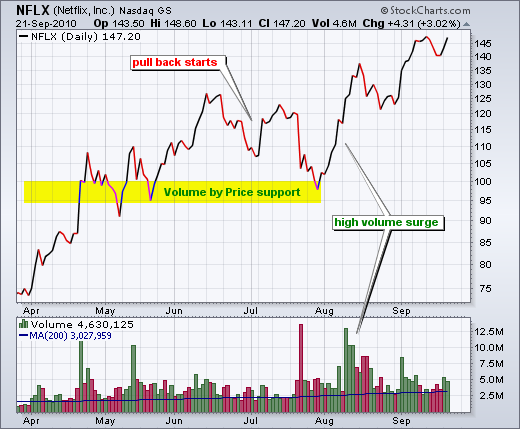 NFLX (Netflix, Inc.) Nasdaq GS
© StockCharts.com
21-Sep-2010
Op 143.50 Hi 148.60 Lo 143.11 Cl 147.20 Vol 4.6M Chg +4.31 (+3.02%)
NFLX (Daily) 147.20
pull back starts
Volume by Price support
high volume surge
145
140
135
130
125
120
115
110
105
100
95
90
85
80
75
Apr May Jun Jul Aug Sep
Volume 4,630,125
MA(200) 3,027,959
12.5M
10.0M
7.5M
5.0M
2.5M
Apr May Jun Jul Aug Sep